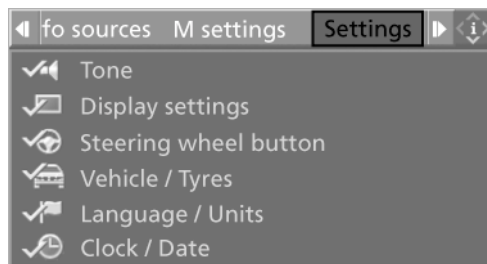 fo sources M settings Settings
Tone
Display settings
Steering wheel button
Vehicle / Tyres
Language / Units
Clock / Date